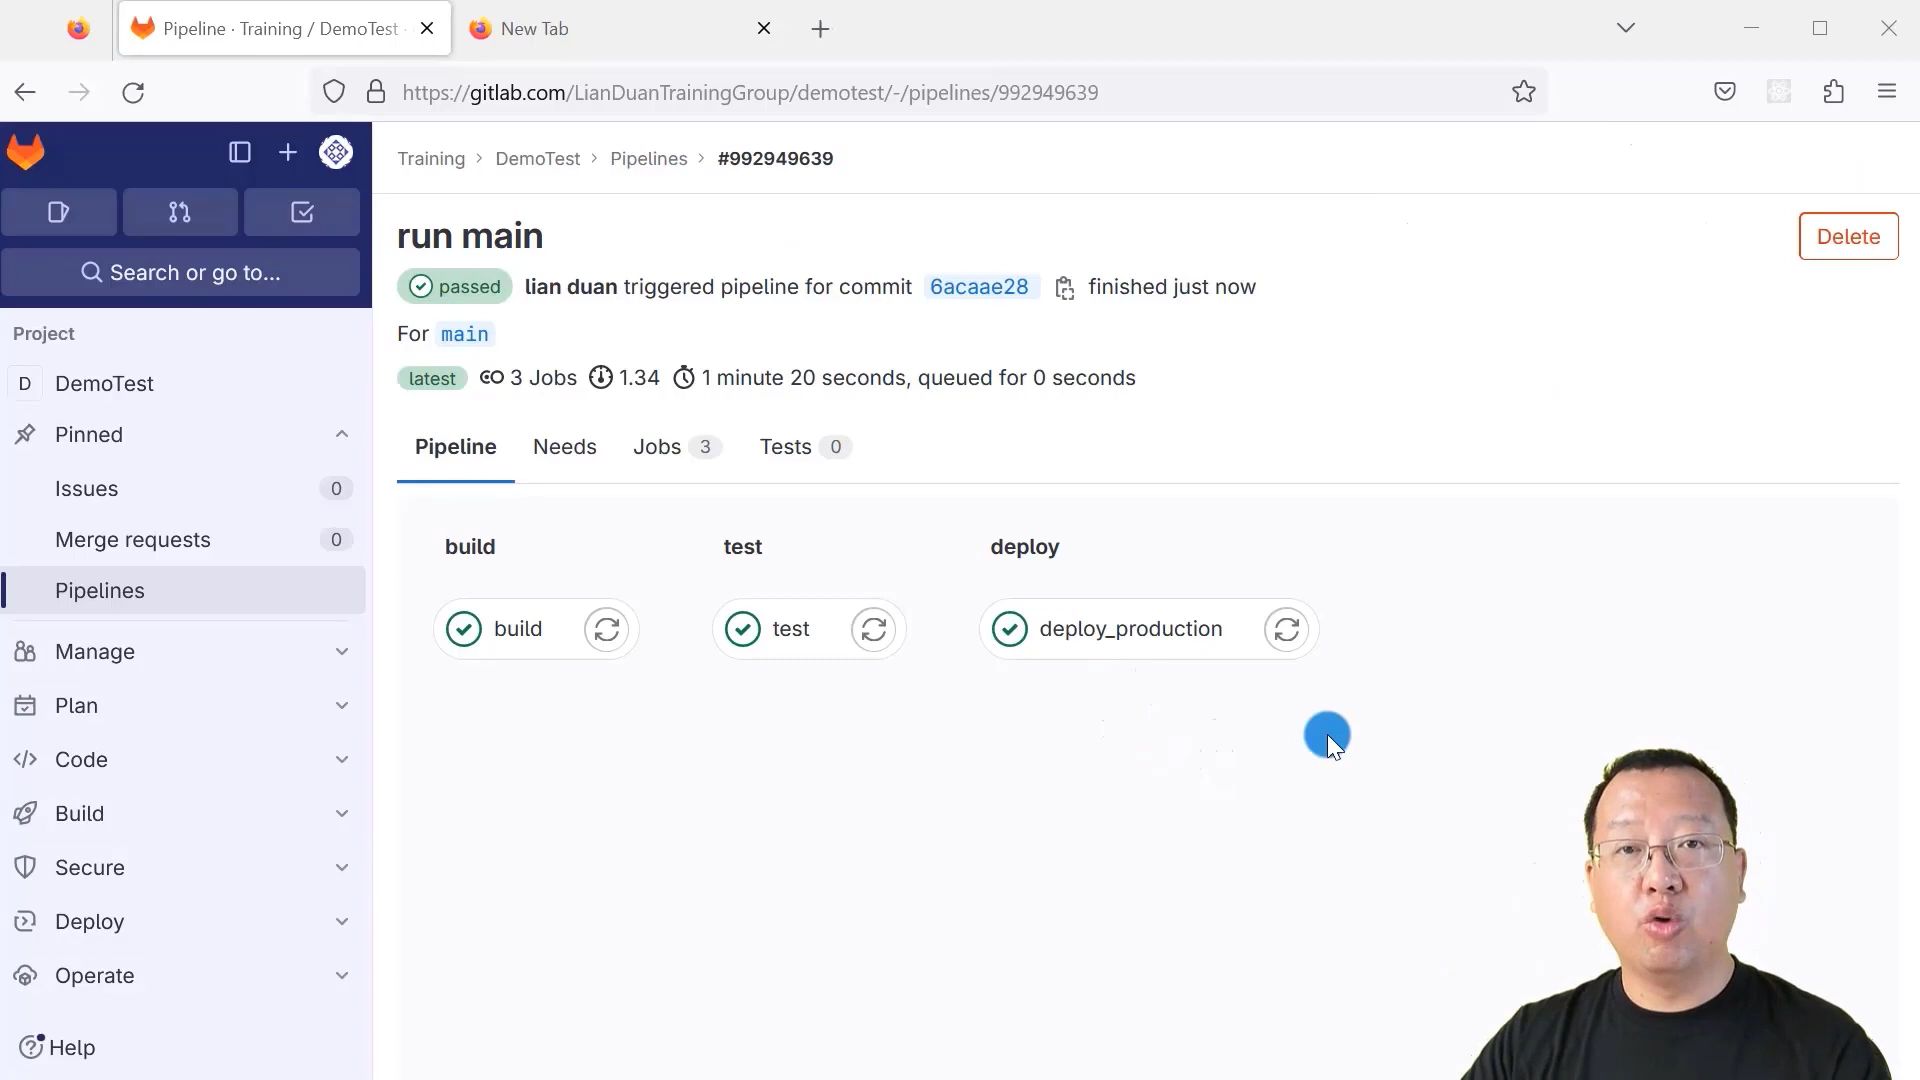 Pipeline · Training / DemoTest ·
New Tab
https://gitlab.com/LianDuanTrainingGroup/demotest/-/pipelines/992949639
Search or go to...
Project
D DemoTest
Pinned
Issues 0
Merge requests 0
Pipelines
Manage
Plan
Code
Build
Secure
Deploy
Operate
Help
Training › DemoTest › Pipelines › #992949639
run main
Delete
passed lian duan triggered pipeline for commit 6acaae28 finished just now
For main
latest 3 Jobs 1.34 1 minute 20 seconds, queued for 0 seconds
Pipeline Needs Jobs 3 Tests 0
build test deploy
build test deploy_production